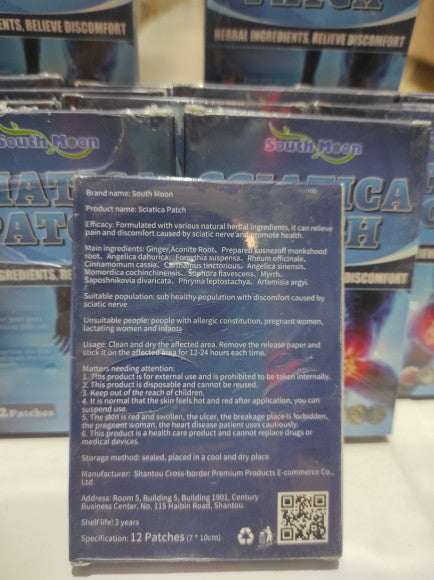 ENTS, RELIEVE DISCOMFORT
PATCH
HERBAL INGREDIENTS, RELIEVE DISCOMFORT
South Moon
South Moon
SCIATICA
Brand name: South Moon
Product name: Sciatica Patch
Efficacy: Formulated with various natural herbal ingredients, it can relieve
pain and discomfort caused by sciatic nerve and promote health.
Main ingredients: Ginger,Aconite Root, Prepared kusnezoff monkshood
root, Angelica dahurica, Forsythia suspensa, Rheum officinale,
Cinnamomum cassia, Carthamus tinctorious, Angelica sinensis,
Momordica cochinchinensis, Sophora flavescens, Myrrh,
Saposhnikovia divaricata, Phryma leptostachya, Artemisia argyi.
Suitable population: sub healthy population with discomfort caused by
sciatic nerve
Unsuitable people: people with allergic constitution, pregnant women,
lactating women and infants
Usage: Clean and dry the affected area. Remove the release paper and
stick it on the affected area for 12-24 hours each time.
Matters needing attention:
1. This product is for external use and is prohibited to be taken internally.
2. This product is disposable and cannot be reused.
3. Keep out of the reach of children.
4. It is normal that the skin feels hot and red after application, you can
suspend use.
5. The skin is red and swollen, the ulcer, the breakage place is forbidden,
the pregnant woman, the heart disease patient uses cautiously.
6. This product is a health care product and cannot replace drugs or
medical devices.
Storage method: sealed, placed in a cool and dry place
Manufacturer: Shantou Cross-border Premium Products E-commerce Co.,
Ltd.
Address: Room 5, Building 5, Building 1901, Century
Business Center, No. 115 Haibin Road, Shantou.
Shelf life: 3 years
Specification: 12 Patches (7 * 10cm)
2 Patches